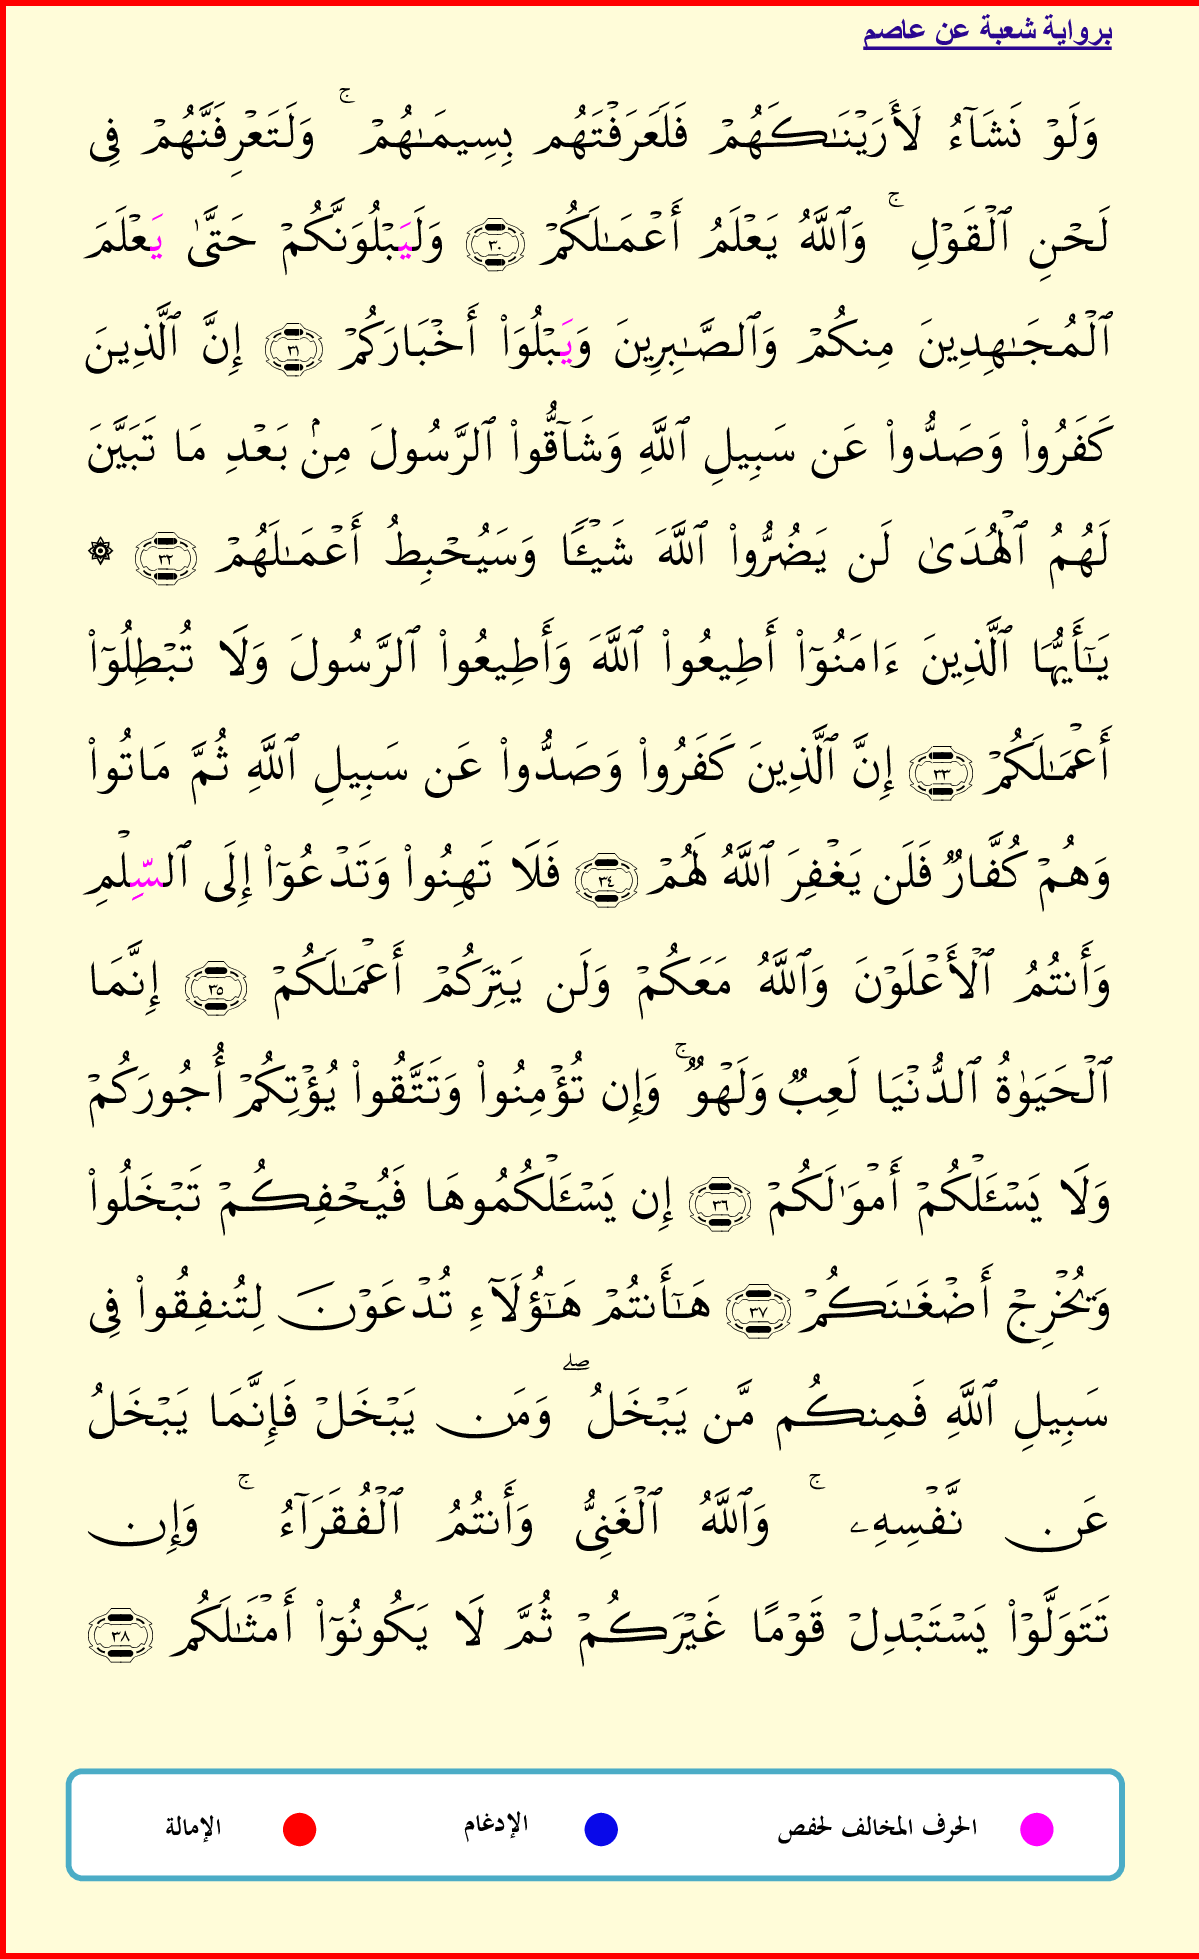 برواية شعبة عن عاصم
وَلَوْ نَشَآءُ لَأَرَيْنَـٰكَهُمْ فَلَعَرَفْتَهُم بِسِيمَـٰهُمْ ۚ وَلَتَعْرِفَنَّهُمْ فِى
لَحْنِ ٱلْقَوْلِ ۚ وَٱللَّهُ يَعْلَمُ أَعْمَـٰلَكُمْ ٣٠ وَلَيَبْلُوَنَّكُمْ حَتَّىٰ يَعْلَمَ
ٱلْمُجَـٰهِدِينَ مِنكُمْ وَٱلصَّـٰبِرِينَ وَيَبْلُوَا۟ أَخْبَارَكُمْ ٣١ إِنَّ ٱلَّذِينَ
كَفَرُوا۟ وَصَدُّوا۟ عَن سَبِيلِ ٱللَّهِ وَشَآقُّوا۟ ٱلرَّسُولَ مِنۢ بَعْدِ مَا تَبَيَّنَ
لَهُمُ ٱلْهُدَىٰ لَن يَضُرُّوا۟ ٱللَّهَ شَيْـًٔا وَسَيُحْبِطُ أَعْمَـٰلَهُمْ ٣٢ ۞
يَـٰٓأَيُّهَا ٱلَّذِينَ ءَامَنُوٓا۟ أَطِيعُوا۟ ٱللَّهَ وَأَطِيعُوا۟ ٱلرَّسُولَ وَلَا تُبْطِلُوٓا۟
أَعْمَـٰلَكُمْ ٣٣ إِنَّ ٱلَّذِينَ كَفَرُوا۟ وَصَدُّوا۟ عَن سَبِيلِ ٱللَّهِ ثُمَّ مَاتُوا۟
وَهُمْ كُفَّارٌ فَلَن يَغْفِرَ ٱللَّهُ لَهُمْ ٣٤ فَلَا تَهِنُوا۟ وَتَدْعُوٓا۟ إِلَى ٱلسِّلْمِ
وَأَنتُمُ ٱلْأَعْلَوْنَ وَٱللَّهُ مَعَكُمْ وَلَن يَتِرَكُمْ أَعْمَـٰلَكُمْ ٣٥ إِنَّمَا
ٱلْحَيَوٰةُ ٱلدُّنْيَا لَعِبٌ وَلَهْوٌ ۚ وَإِن تُؤْمِنُوا۟ وَتَتَّقُوا۟ يُؤْتِكُمْ أُجُورَكُمْ
وَلَا يَسْـَٔلْكُمْ أَمْوَٰلَكُمْ ٣٦ إِن يَسْـَٔلْكُمُوهَا فَيُحْفِكُمْ تَبْخَلُوا۟
وَيُخْرِجْ أَضْغَـٰنَكُمْ ٣٧ هَـٰٓأَنتُمْ هَـٰٓؤُلَآءِ تُدْعَوْنَ لِتُنفِقُوا۟ فِى
سَبِيلِ ٱللَّهِ فَمِنكُم مَّن يَبْخَلُ ۖ وَمَن يَبْخَلْ فَإِنَّمَا يَبْخَلُ
عَن نَّفْسِهِۦ ۚ وَٱللَّهُ ٱلْغَنِىُّ وَأَنتُمُ ٱلْفُقَرَآءُ ۚ وَإِن
تَتَوَلَّوْا۟ يَسْتَبْدِلْ قَوْمًا غَيْرَكُمْ ثُمَّ لَا يَكُونُوٓا۟ أَمْثَـٰلَكُم ٣٨
الحرف المخالف لحفص الإدغام الإمالة